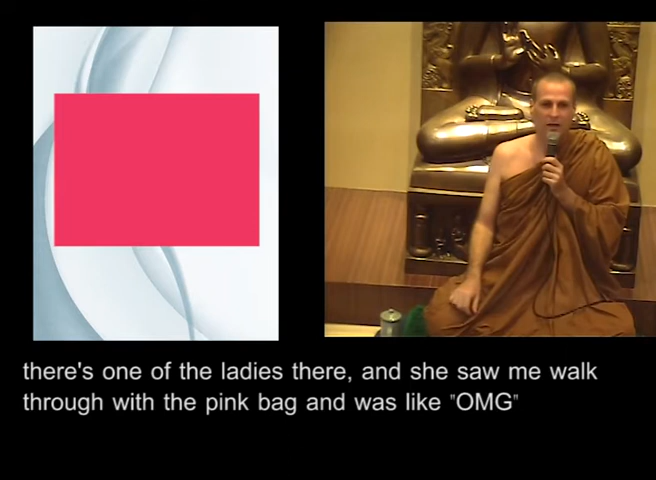 there's one of the ladies there, and she saw me walk
through with the pink bag and was like "OMG"